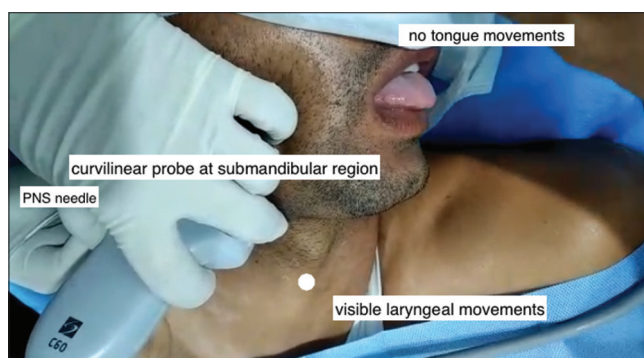 no tongue movements
curvilinear probe at submandibular region
PNS needle
visible laryngeal movements
C60